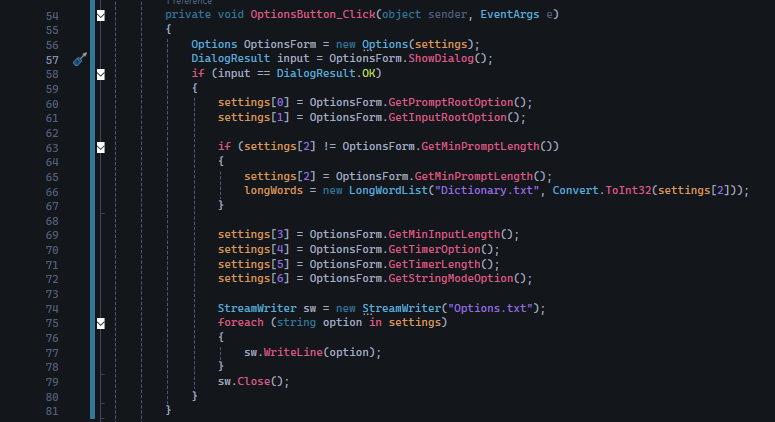 1 reference
54 private void OptionsButton_Click(object sender, EventArgs e)
55 {
56 Options OptionsForm = new Options(settings);
57 DialogResult input = OptionsForm.ShowDialog();
58 if (input == DialogResult.OK)
59 {
60 settings[0] = OptionsForm.GetPromptRootOption();
61 settings[1] = OptionsForm.GetInputRootOption();
62
63 if (settings[2] != OptionsForm.GetMinPromptLength())
64 {
65 settings[2] = OptionsForm.GetMinPromptLength();
66 longWords = new LongWordList("Dictionary.txt", Convert.ToInt32(settings[2]));
67 }
68
69 settings[3] = OptionsForm.GetMinInputLength();
70 settings[4] = OptionsForm.GetTimerOption();
71 settings[5] = OptionsForm.GetTimerLength();
72 settings[6] = OptionsForm.GetStringModeOption();
73
74 StreamWriter sw = new StreamWriter("Options.txt");
75 foreach (string option in settings)
76 {
77 sw.WriteLine(option);
78 }
79 sw.Close();
80 }
81 }